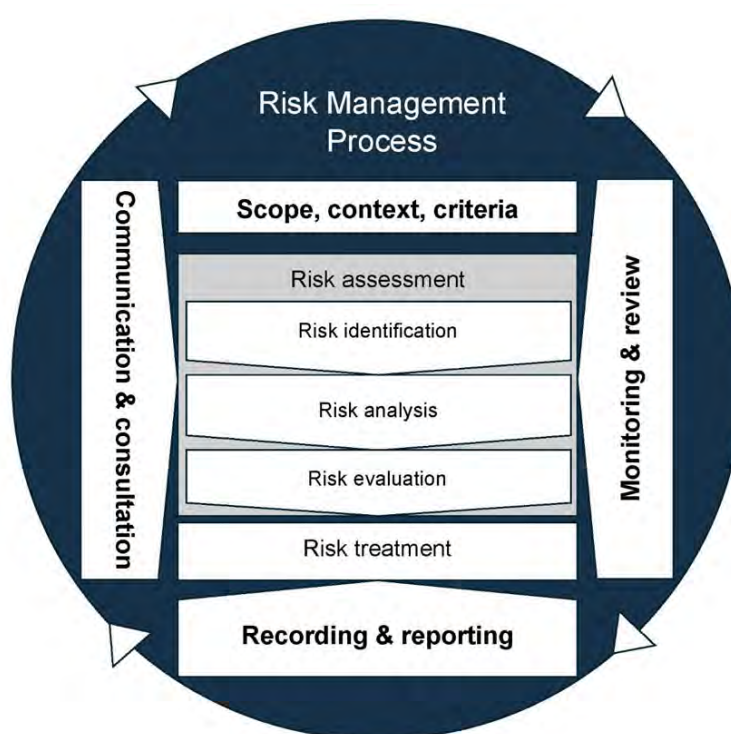 Risk Management
Process
Scope, context, criteria
Communication & consultation
Risk assessment
Risk identification
Risk analysis
Risk evaluation
Risk treatment
Monitoring & review
Recording & reporting